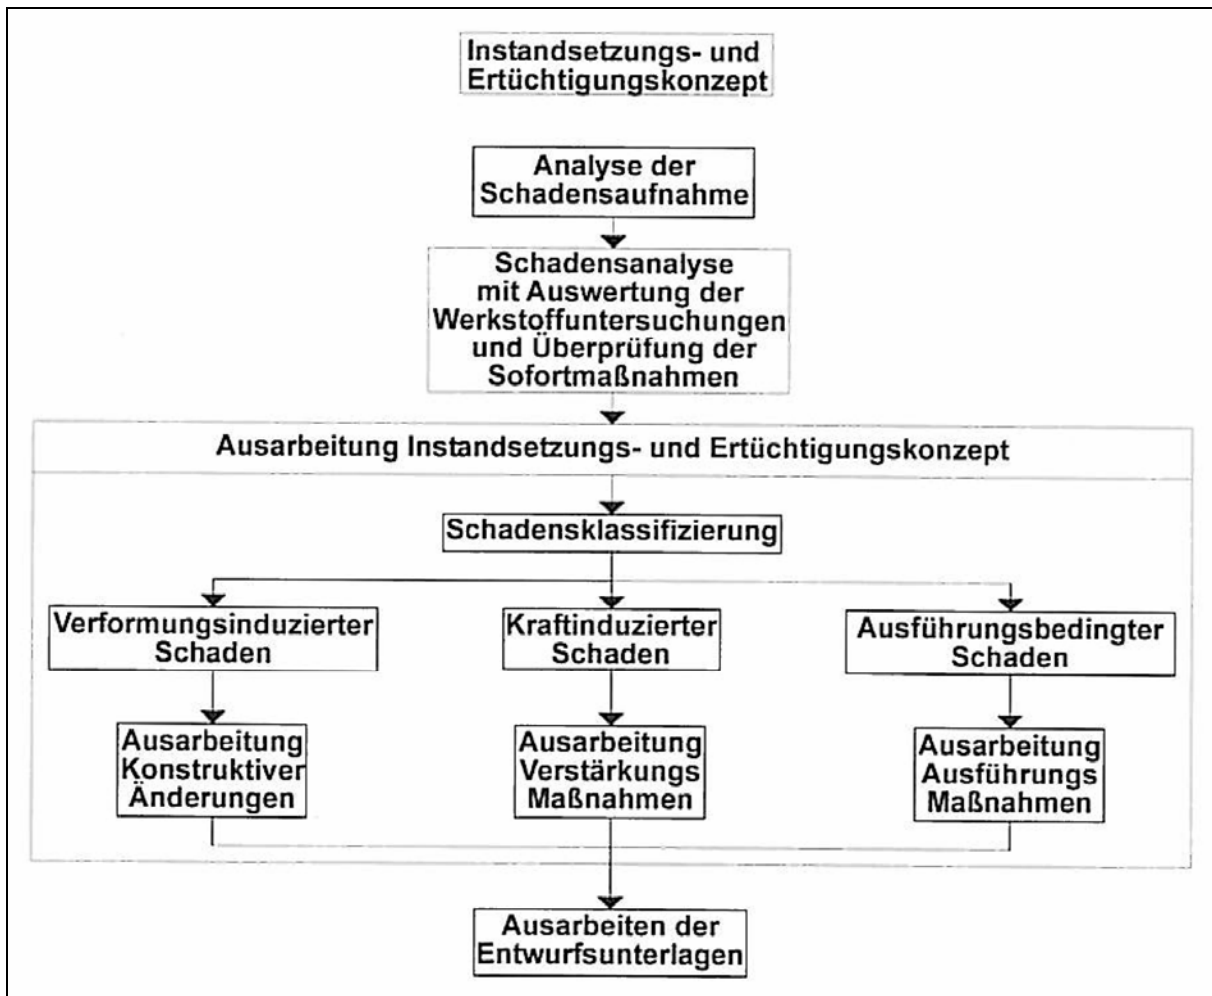 Instandsetzungs- und
Ertüchtigungskonzept
Analyse der
Schadensaufnahme
Schadensanalyse
mit Auswertung der
Werkstoffuntersuchungen
und Überprüfung der
Sofortmaßnahmen
Ausarbeitung Instandsetzungs- und Ertüchtigungskonzept
Schadensklassifizierung
Verformungsinduzierter
Schaden
Kraftinduzierter
Schaden
Ausführungsbedingter
Schaden
Ausarbeitung
Konstruktiver
Änderungen
Ausarbeitung
Verstärkungs
Maßnahmen
Ausarbeitung
Ausführungs
Maßnahmen
Ausarbeiten der
Entwurfsunterlagen